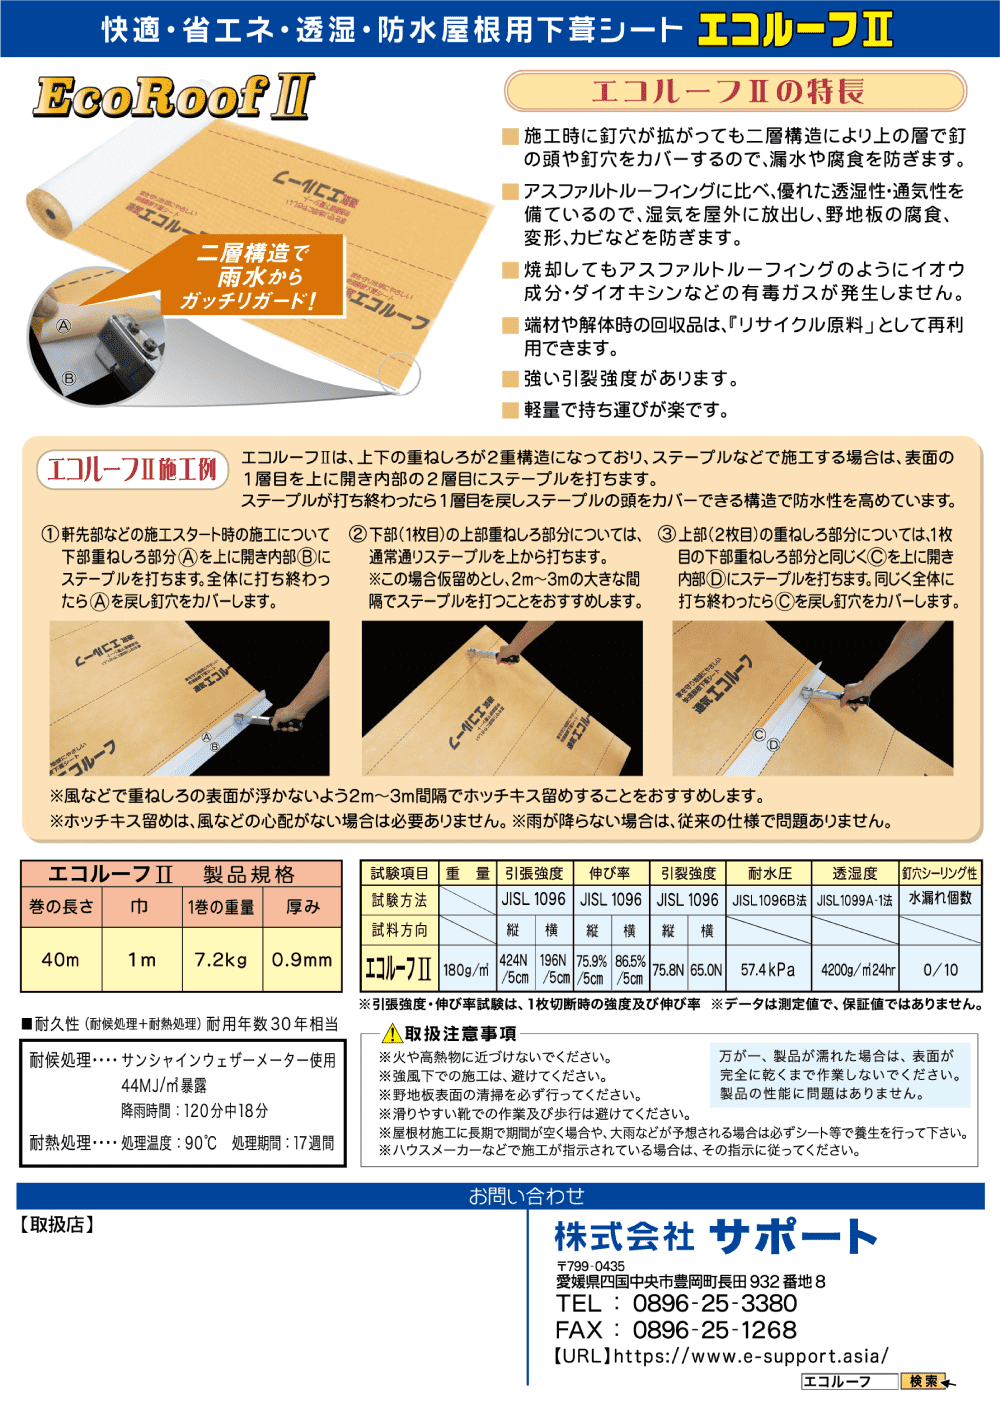 快適・省エネ・透湿・防水屋根用下葺シート エコルーフⅡ
EcoRoofⅡ
二層構造で
雨水から
ガッチリガード！
Ⓐ
Ⓑ
エコルーフ
エコルーフⅡの特長
施工時に釘穴が拡がっても二層構造により上の層で釘
の頭や釘穴をカバーするので､漏水や腐食を防ぎます。
アスファルトルーフィングに比べ､優れた透湿性･通気性を
備ているので､湿気を屋外に放出し､野地板の腐食、
変形､カビなどを防ぎます。
焼却してもアスファルトルーフィングのようにイオウ
成分･ダイオキシンなどの有毒ガスが発生しません。
端材や解体時の回収品は､『リサイクル原料」として再利
用できます。
強い引裂強度があります。
軽量で持ち運びが楽です。
エコルーフⅡ施工例
エコルーフⅡは、上下の重ねしろが２重構造になっており、ステープルなどで施工する場合は、表面の
１層目を上に開き内部の２層目にステープルを打ちます。
ステープルが打ち終わったら１層目を戻しステープルの頭をカバーできる構造で防水性を高めています。
①軒先部などの施工スタート時の施工について
下部重ねしろ部分Ⓐを上に開き内部Ⓑに
ステープルを打ちます。全体に打ち終わっ
たらⒶを戻し釘穴をカバーします。
②下部(1枚目)の上部重ねしろ部分については、
通常通りステープルを上から打ちます。
※この場合仮留めとし、2m〜3mの大きな間
隔でステープルを打つことをおすすめします。
③上部(2枚目)の重ねしろ部分については､1枚
目の下部重ねしろ部分と同じくⒸを上に開き
内部Ⓓにステープルを打ちます。同じく全体に
打ち終わったらⒸを戻し釘穴をカバーします。
エコルーフ
Ⓐ
Ⓑ
エコルーフ
家を守り地球にやさしい
快適屋根下葺シート
通気エコルーフ
Ⓒ
Ⓓ
※風などで重ねしろの表面が浮かないよう2m〜3m間隔でホッチキス留めすることをおすすめします。
※ホッチキス留めは、風などの心配がない場合は必要ありません。※雨が降らない場合は、従来の仕様で問題ありません。
エコルーフⅡ 製品規格
巻の長さ 巾 1巻の重量 厚み
40m 1m 7.2kg 0.9mm
試験項目 重 量 引張強度 伸び率 引裂強度 耐水圧 透湿度 釘穴シーリング性
試験方法 JISL 1096 JISL 1096 JISL 1096 JISL1096B法 JISL1099A-1法 水漏れ個数
試料方向 縦 横 縦 横 縦 横
エコルーフⅡ 180g/㎡ 424N/5cm 196N/5cm 75.9%/5cm 86.5%/5cm 75.8N 65.0N 57.4kPa 4200g/㎡24hr 0/10
※引張強度・伸び率試験は、1枚切断時の強度及び伸び率 ※データは測定値で、保証値ではありません。
■耐久性（耐候処理＋耐熱処理）耐用年数30年相当
耐候処理････サンシャインウェザーメーター使用
44MJ/㎡暴露
降雨時間：120分中18分
耐熱処理････処理温度：90℃ 処理期間：17週間
取扱注意事項
※火や高熱物に近づけないでください。
※強風下での施工は、避けてください。
※野地板表面の清掃を必ず行ってください。
※滑りやすい靴での作業及び歩行は避けてください。
※屋根材施工に長期で期間が空く場合や、大雨などが予想される場合は必ずシート等で養生を行って下さい。
※ハウスメーカーなどで施工が指示されている場合は、その指示に従ってください。
万が一、製品が濡れた場合は、表面が
完全に乾くまで作業しないでください。
製品の性能に問題はありません。
お問い合わせ
【取扱店】
株式会社 サポート
〒799-0435
愛媛県四国中央市豊岡町長田932番地8
TEL ： 0896-25-3380
FAX ： 0896-25-1268
【URL】https://www.e-support.asia/
エコルーフ 検索